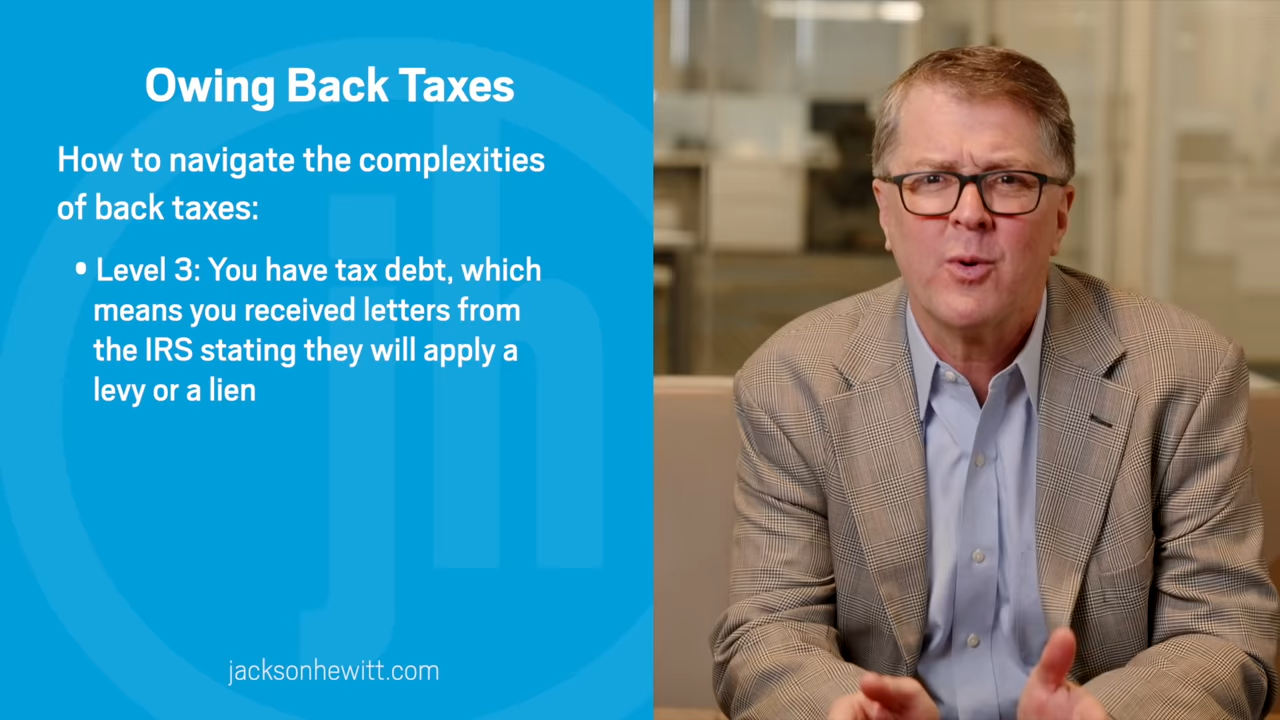 Owing Back Taxes
How to navigate the complexities
of back taxes:
• Level 3: You have tax debt, which
means you received letters from
the IRS stating they will apply a
levy or a lien
jh
jacksonhewitt.com